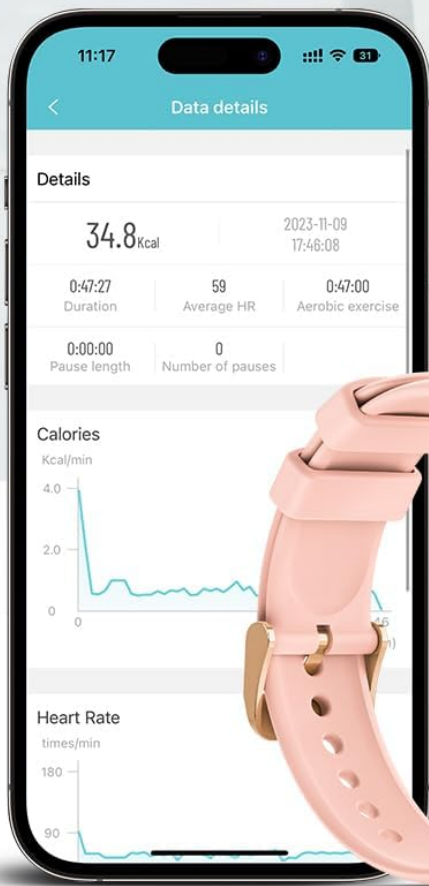 11:17
31
Data details
Details
34.8Kcal
2023-11-09
17:46:08
0:47:27 59 0:47:00
Duration Average HR Aerobic exercise
0:00:00 0
Pause length Number of pauses
Calories
Kcal/min
4.0
2.0
0
0
Heart Rate
times/min
180
90